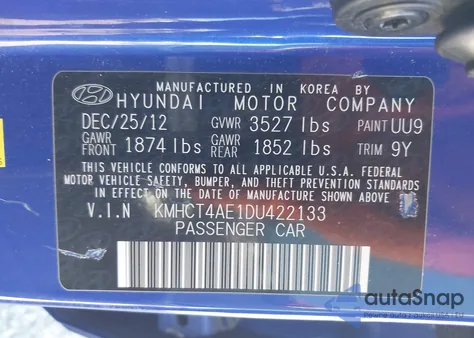 MANUFACTURED IN KOREA BY
HYUNDAI MOTOR COMPANY
DEC/25/12 GVWR 3527 lbs PAINT UU9
GAWR FRONT 1874 lbs GAWR REAR 1852 lbs TRIM 9Y
THIS VEHICLE CONFORMS TO ALL APPLICABLE U.S.A. FEDERAL
MOTOR VEHICLE SAFETY, BUMPER, AND THEFT PREVENTION STANDARDS
IN EFFECT ON THE DATE OF MANUFACTURE SHOWN ABOVE.
V.I.N KMHCT4AE1DU422133
PASSENGER CAR
autoSnap